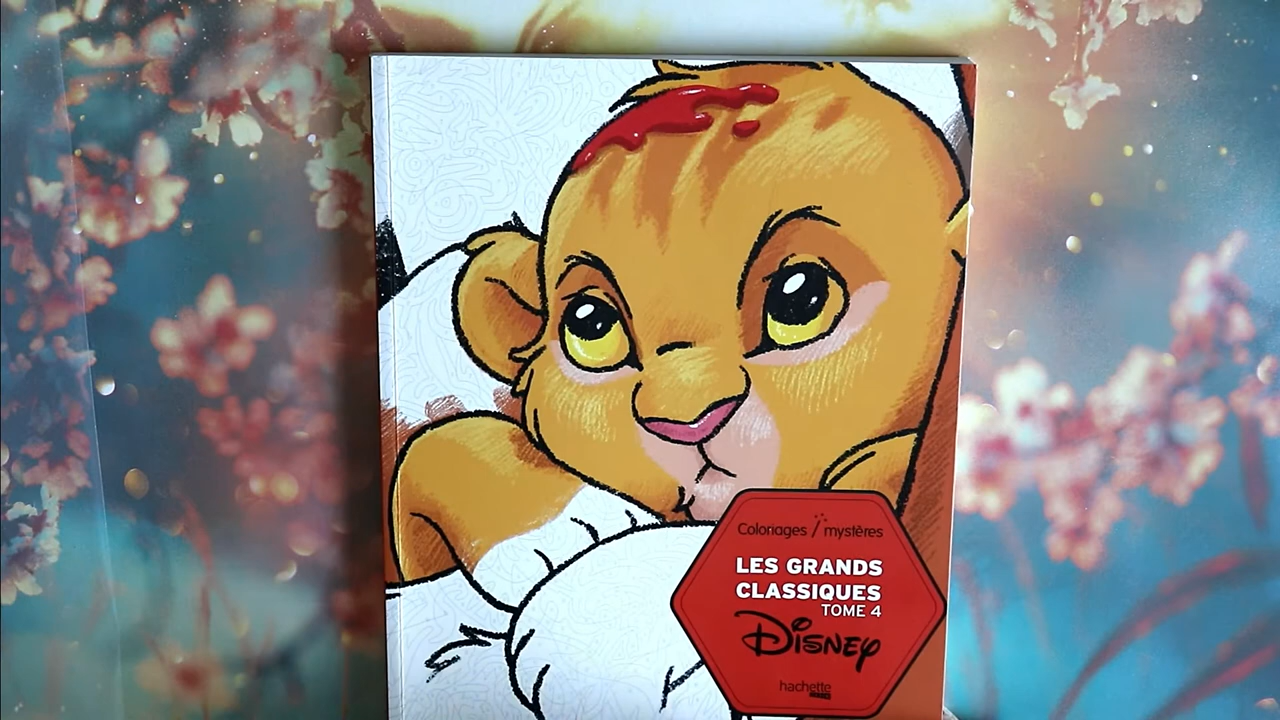 Coloriages mystères
LES GRANDS
CLASSIQUES
TOME 4
Disney
hachette